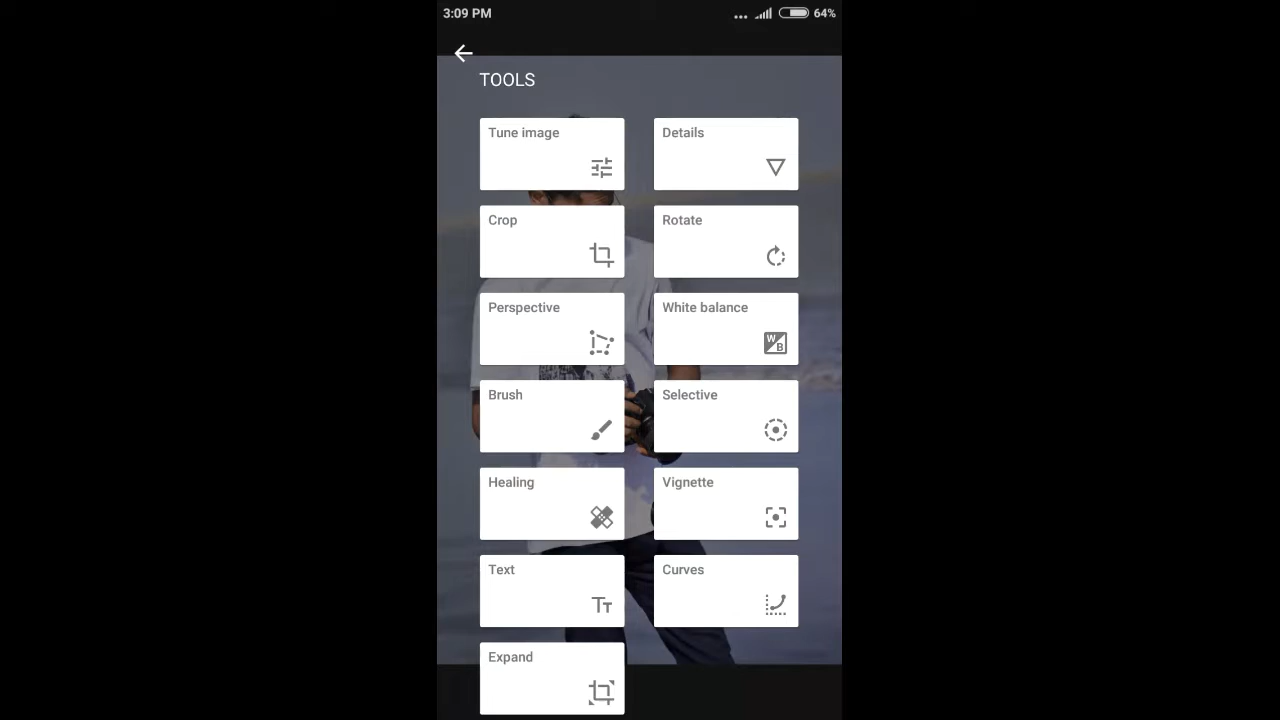 3:09 PM
64%
TOOLS
Tune image
Details
Crop
Rotate
Perspective
White balance
W
B
Brush
Selective
Healing
Vignette
Text
Tт
Curves
Expand